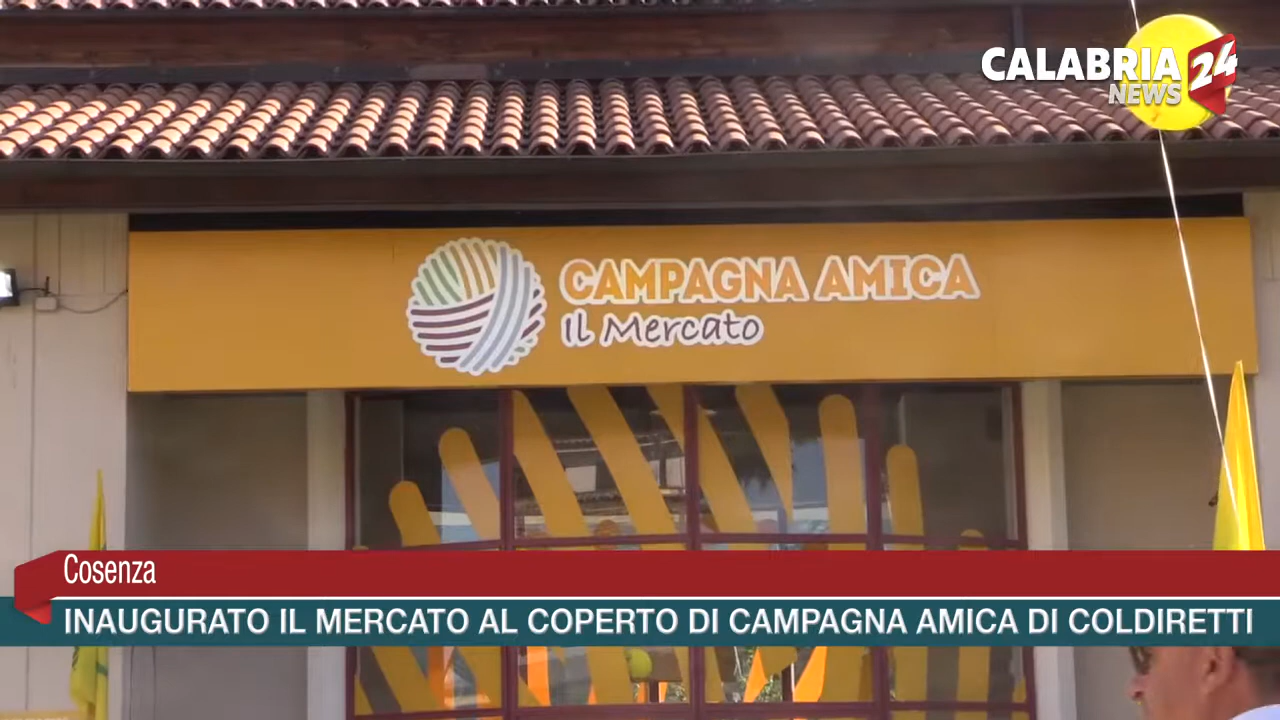 CALABRIA
NEWS 24
CAMPAGNA AMICA
Il Mercato
Cosenza
INAUGURATO IL MERCATO AL COPERTO DI CAMPAGNA AMICA DI COLDIRETTI